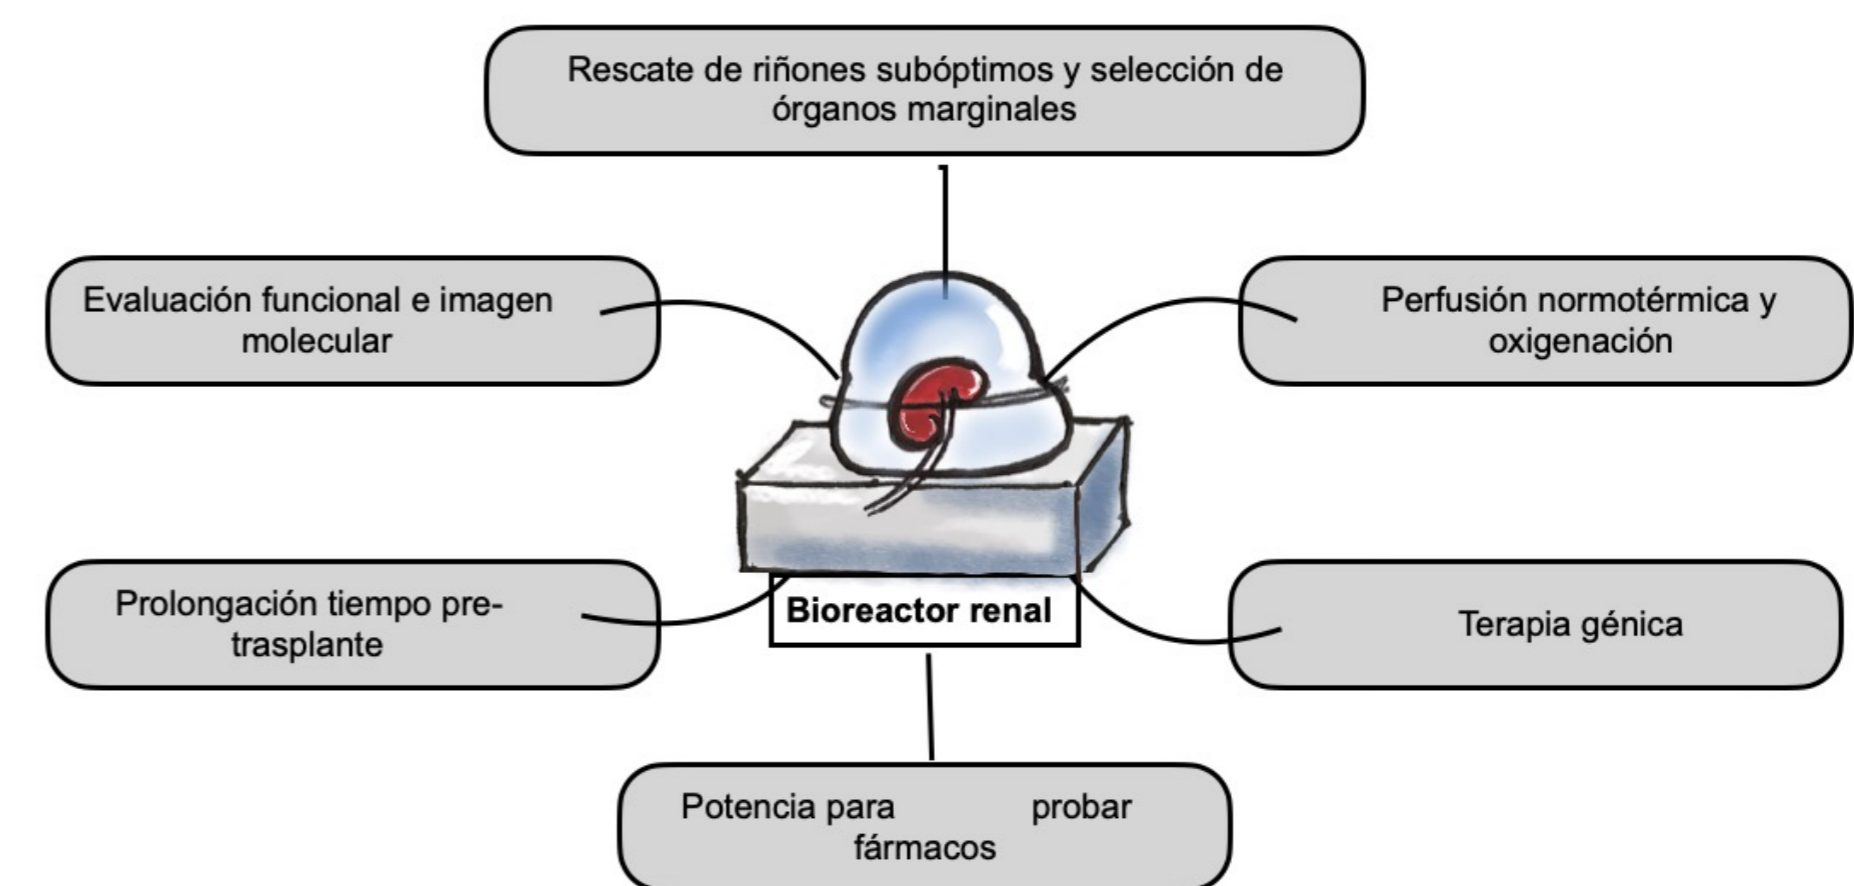 Rescate de riñones subóptimos y selección de
órganos marginales
Evaluación funcional e imagen
molecular
Perfusión normotérmica y
oxigenación
Prolongación tiempo pre-
trasplante
Bioreactor renal
Terapia génica
Potencia para probar
fármacos